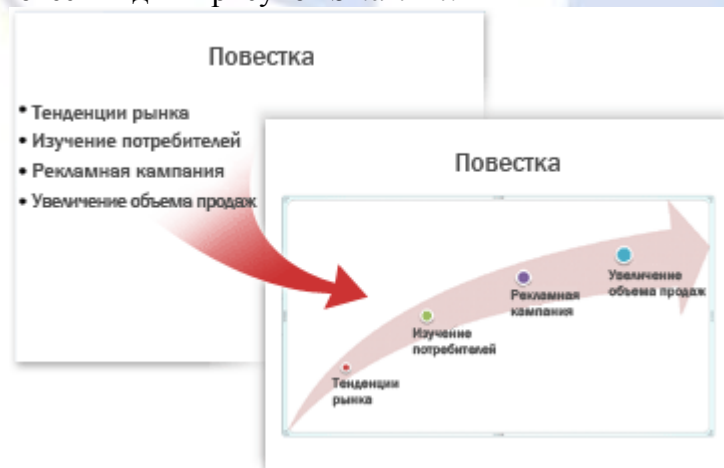 Повестка
• Тенденции рынка
• Изучение потребителей
• Рекламная кампания
• Увеличение объема продаж
Повестка
Увеличение
объема продаж
Рекламная
кампания
Изучение
потребителей
Тенденции
рынка